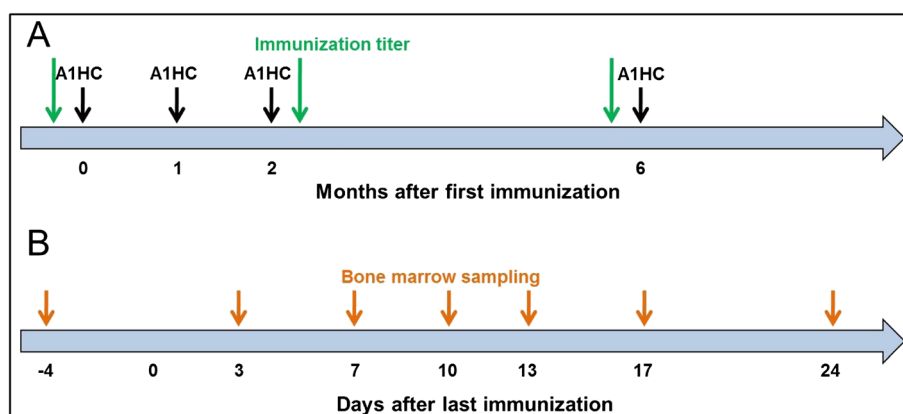 A
Immunization titer
A1HC A1HC A1HC A1HC
0 1 2 6
Months after first immunization
B
Bone marrow sampling
-4 0 3 7 10 13 17 24
Days after last immunization